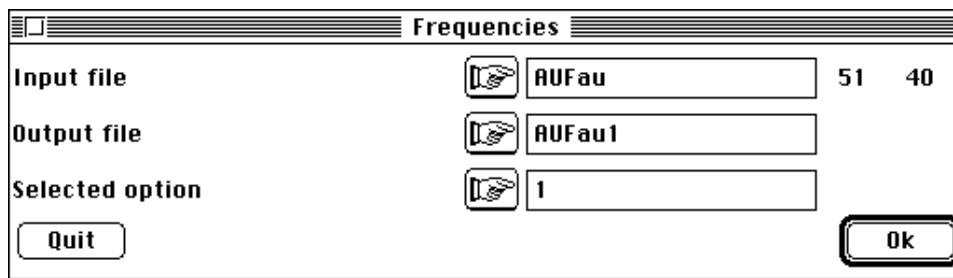 Frequencies
Input file AUFau 51 40
Output file AUFau1
Selected option 1
Quit Ok